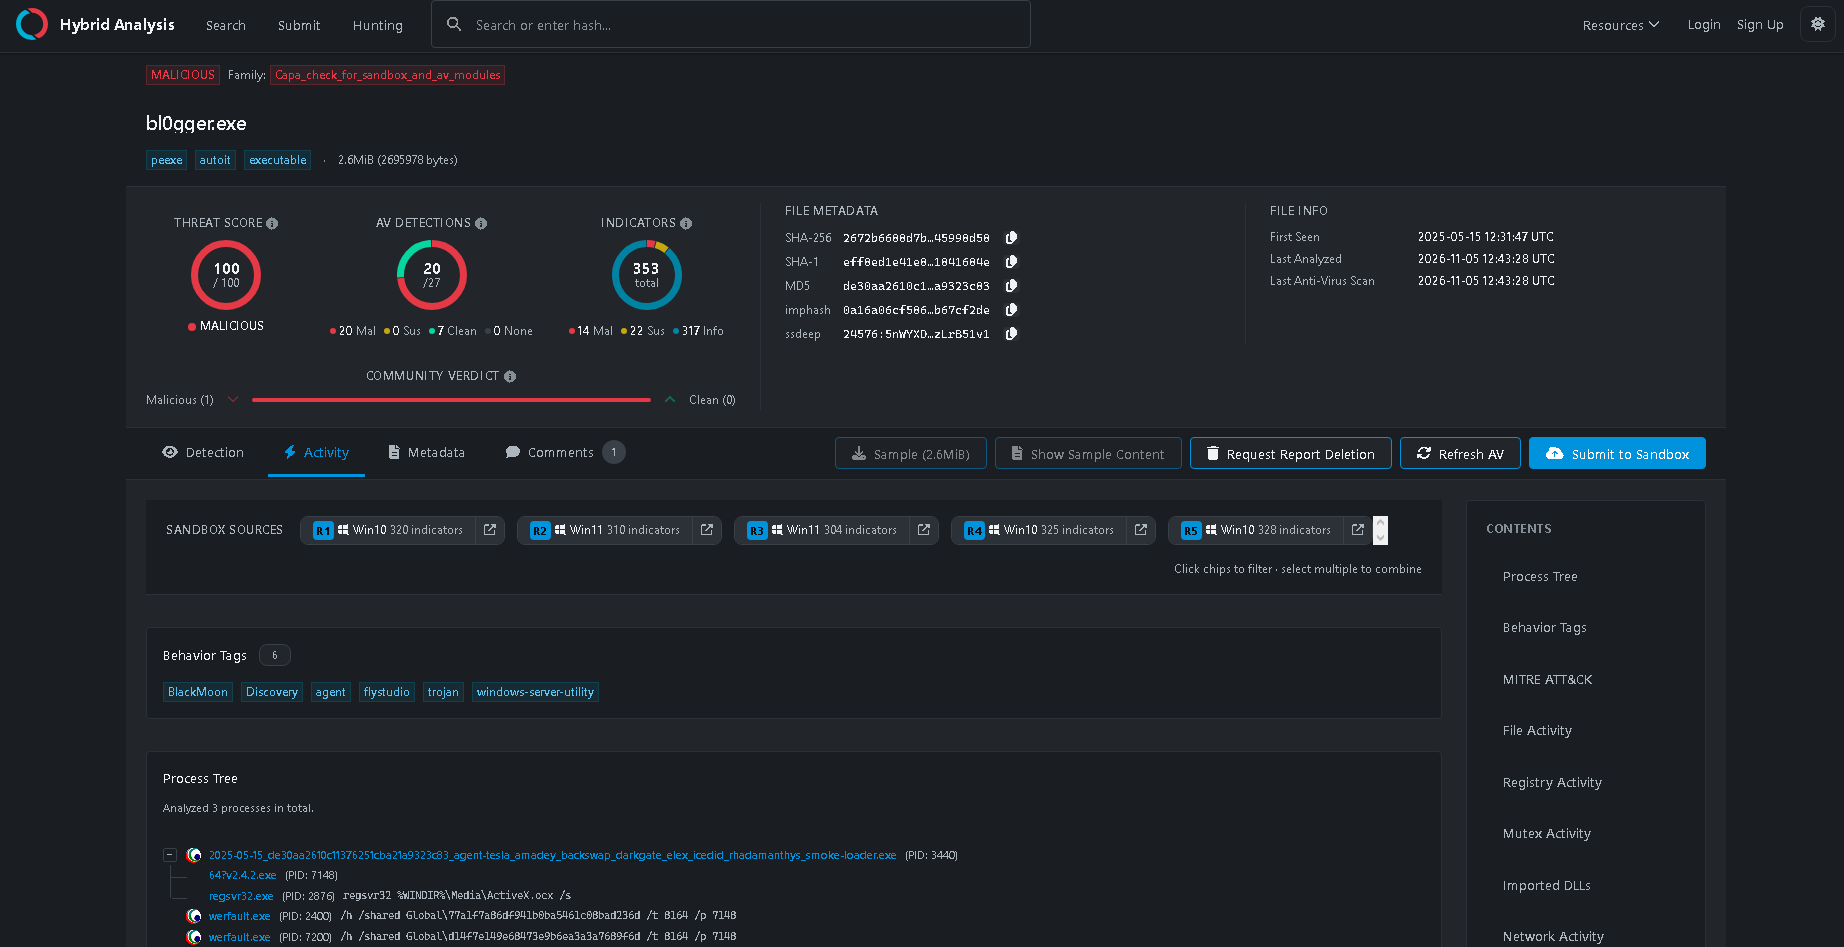 Hybrid Analysis
Search
Submit
Hunting
Search or enter hash...
Resources
Login
Sign Up
MALICIOUS Family: Capa_check_for_sandbox_and_av_modules
bl0gger.exe
peexe autoit executable · 2.6MiB (2695978 bytes)
THREAT SCORE
100
/ 100
MALICIOUS
AV DETECTIONS
20
/27
20 Mal 0 Sus 7 Clean 0 None
INDICATORS
353
total
14 Mal 22 Sus 317 Info
COMMUNITY VERDICT
Malicious (1)
Clean (0)
FILE METADATA
SHA-256 2672b6608d7b…45990d50
SHA-1 eff0ed1e41e8…1041604e
MD5 de30aa2610c1…a9323c83
imphash 0a16a06cf506…b67cf2de
ssdeep 24576:5nWYXD…zLrB51v1
FILE INFO
First Seen 2025-05-15 12:31:47 UTC
Last Analyzed 2026-11-05 12:43:28 UTC
Last Anti-Virus Scan 2026-11-05 12:43:28 UTC
Detection
Activity
Metadata
Comments 1
Sample (2.6MiB)
Show Sample Content
Request Report Deletion
Refresh AV
Submit to Sandbox
SANDBOX SOURCES
R1 Win10 320 indicators
R2 Win11 310 indicators
R3 Win11 304 indicators
R4 Win10 325 indicators
R5 Win10 328 indicators
Click chips to filter · select multiple to combine
Behavior Tags 6
BlackMoon Discovery agent flystudio trojan windows-server-utility
Process Tree
Analyzed 3 processes in total.
2025-05-15_de30aa2610c11376251cba21a9323c83_agent-tesla_amadey_backswap_darkgate_elex_icedid_rhadamanthys_smoke-loader.exe (PID: 3440)
64?v2.4.2.exe (PID: 7148)
regsvr32.exe (PID: 2876) regsvr32 %WINDIR%\Media\ActiveX.ocx /s
werfault.exe (PID: 2400) /h /shared Global\77a1f7a86df941b0ba5461c08bad236d /t 8164 /p 7148
werfault.exe (PID: 7200) /h /shared Global\d14f7e149e68473e9b6ea3a3a7689f6d /t 8164 /p 7148
CONTENTS
Process Tree
Behavior Tags
MITRE ATT&CK
File Activity
Registry Activity
Mutex Activity
Imported DLLs
Network Activity